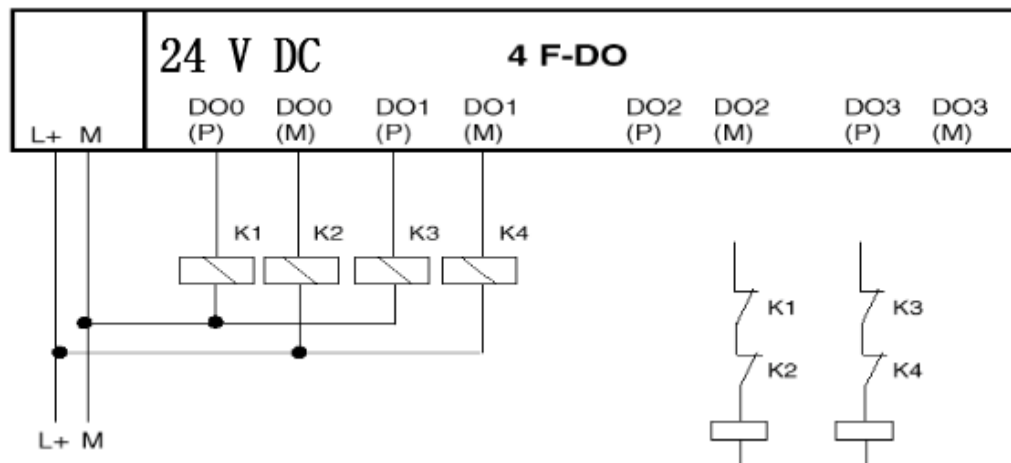 24 V DC 4 F-DO
DO0 DO0 DO1 DO1 DO2 DO2 DO3 DO3
L+ M (P) (M) (P) (M) (P) (M) (P) (M)
K1 K2 K3 K4
K1 K3
K2 K4
L+ M